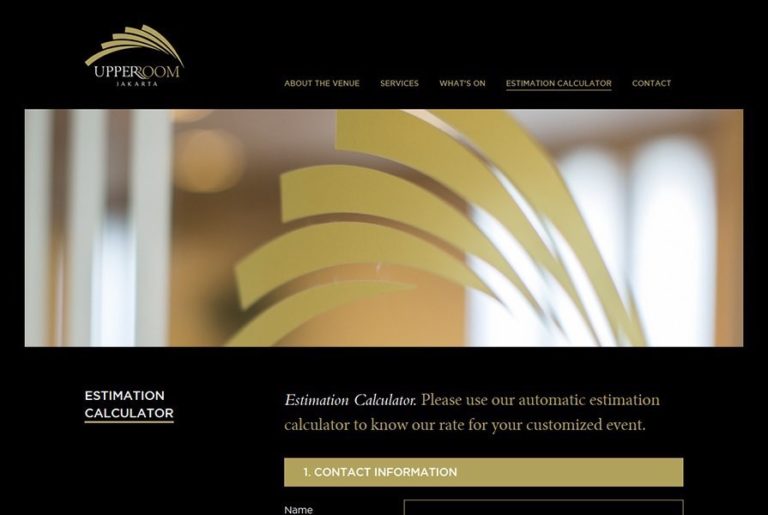 UPPERROOM
JAKARTA
ABOUT THE VENUE SERVICES WHAT'S ON ESTIMATION CALCULATOR CONTACT
ESTIMATION
CALCULATOR
Estimation Calculator. Please use our automatic estimation
calculator to know our rate for your customized event.
1. CONTACT INFORMATION
Name